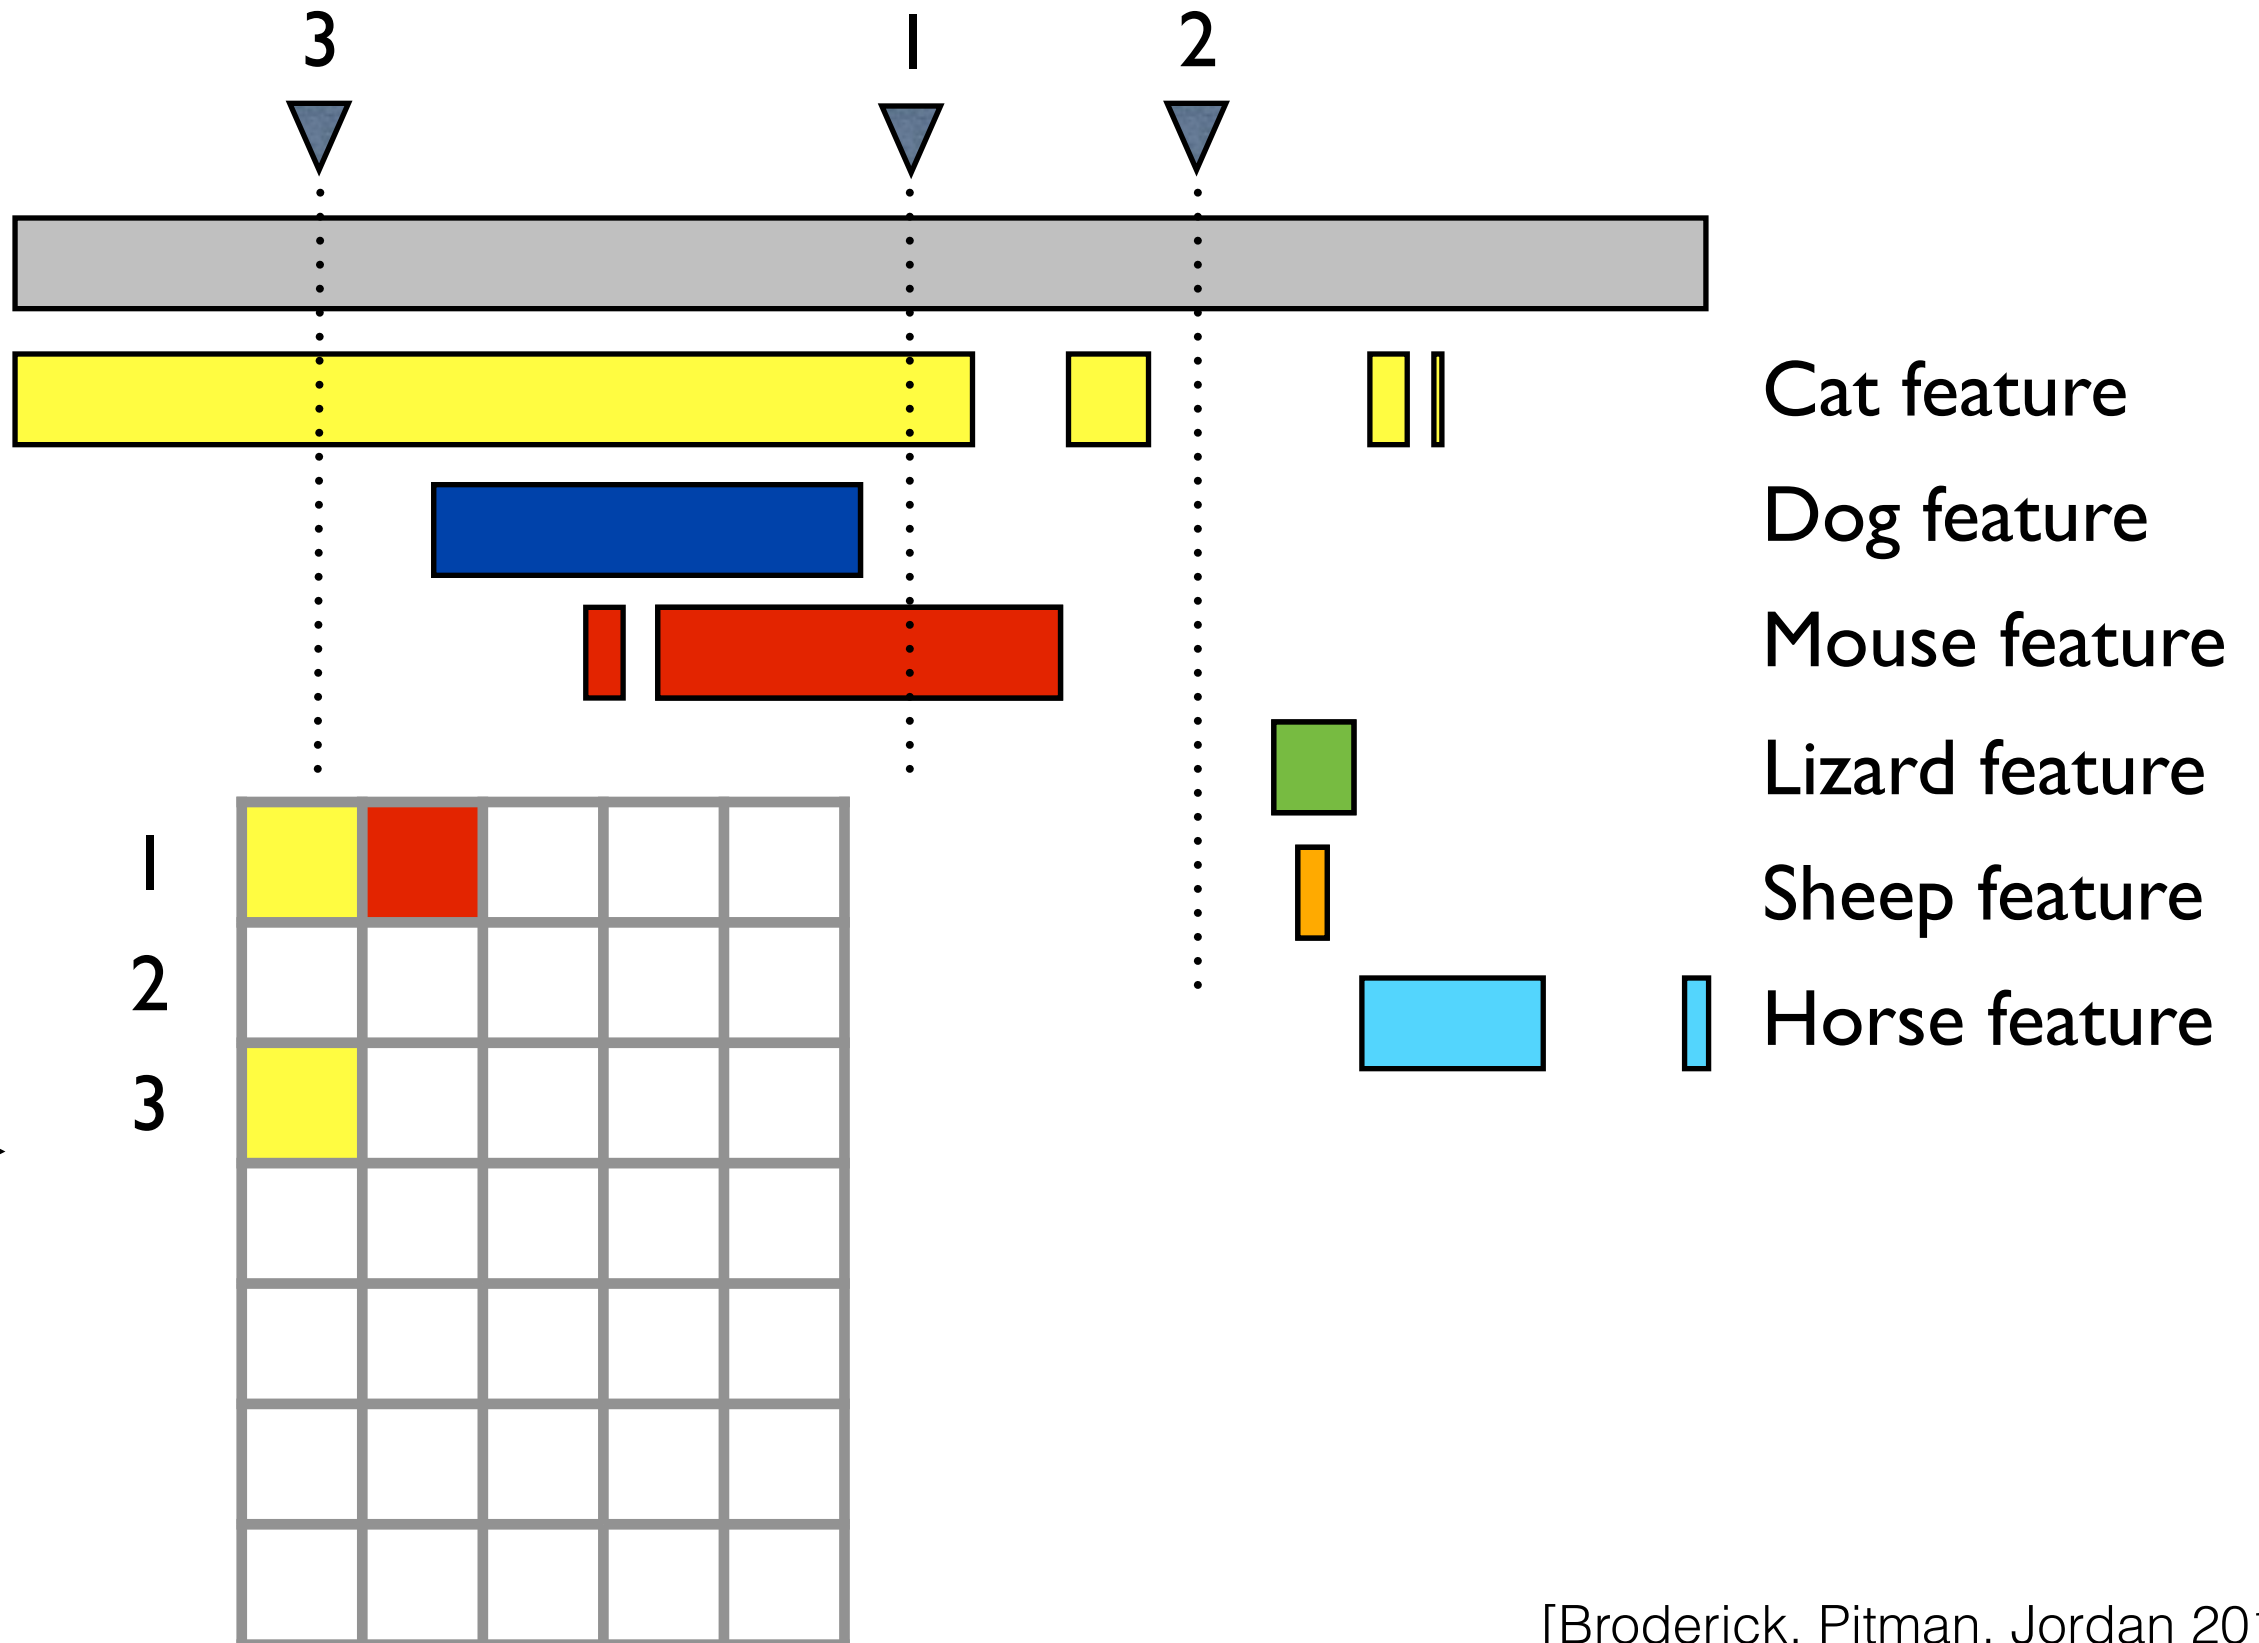 3 1 2
Cat feature
Dog feature
Mouse feature
Lizard feature
1
Sheep feature
2
Horse feature
3
[Broderick, Pitman, Jordan